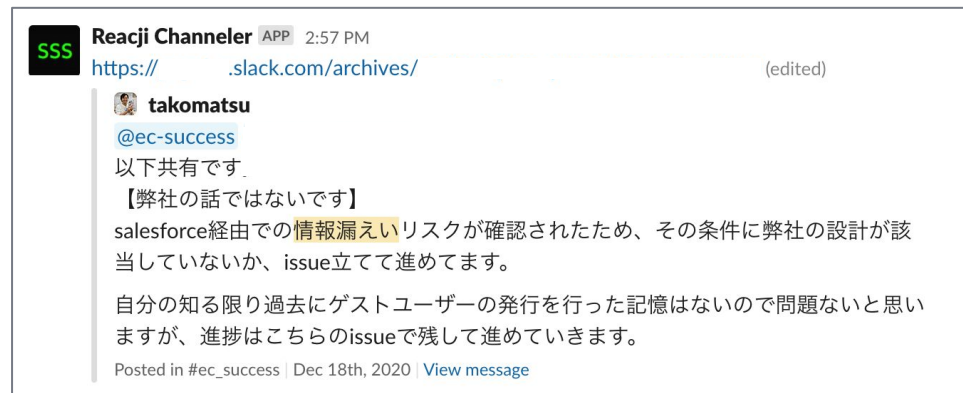 SSS
Reacji Channeler APP 2:57 PM
https:// .slack.com/archives/ (edited)
takomatsu
@ec-success
以下共有です
【弊社の話ではないです】
salesforce経由での情報漏えいリスクが確認されたため、その条件に弊社の設計が該
当していないか、issue立てて進めてます。
自分の知る限り過去にゲストユーザーの発行を行った記憶はないので問題ないと思い
ますが、進捗はこちらのissueで残して進めていきます。
Posted in #ec_success | Dec 18th, 2020 | View message